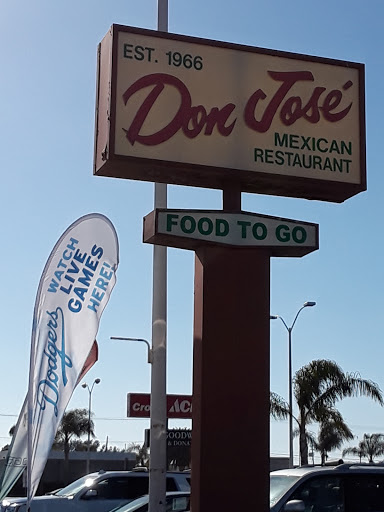 EST. 1966
Don José
MEXICAN
RESTAURANT
FOOD TO GO
Dodgers
WATCH
LIVE
GAMES
HERE!